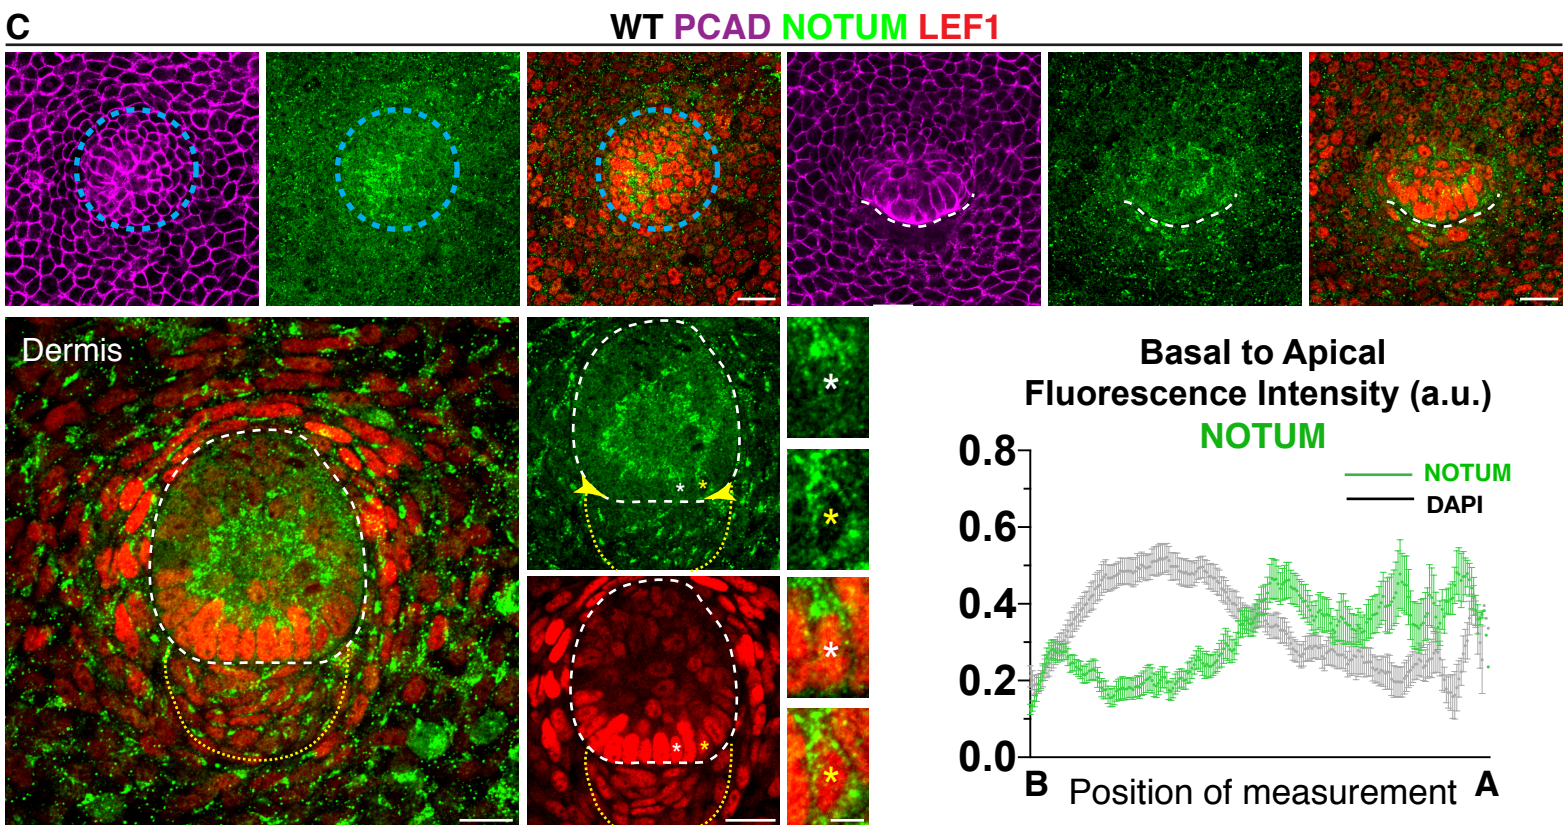 C
WT PCAD NOTUM LEF1
Dermis
*
*
*
*
*
*
*
*
Basal to Apical
Fluorescence Intensity (a.u.)
NOTUM
NOTUM
DAPI
0.8
0.6
0.4
0.2
0.0
B Position of measurement A